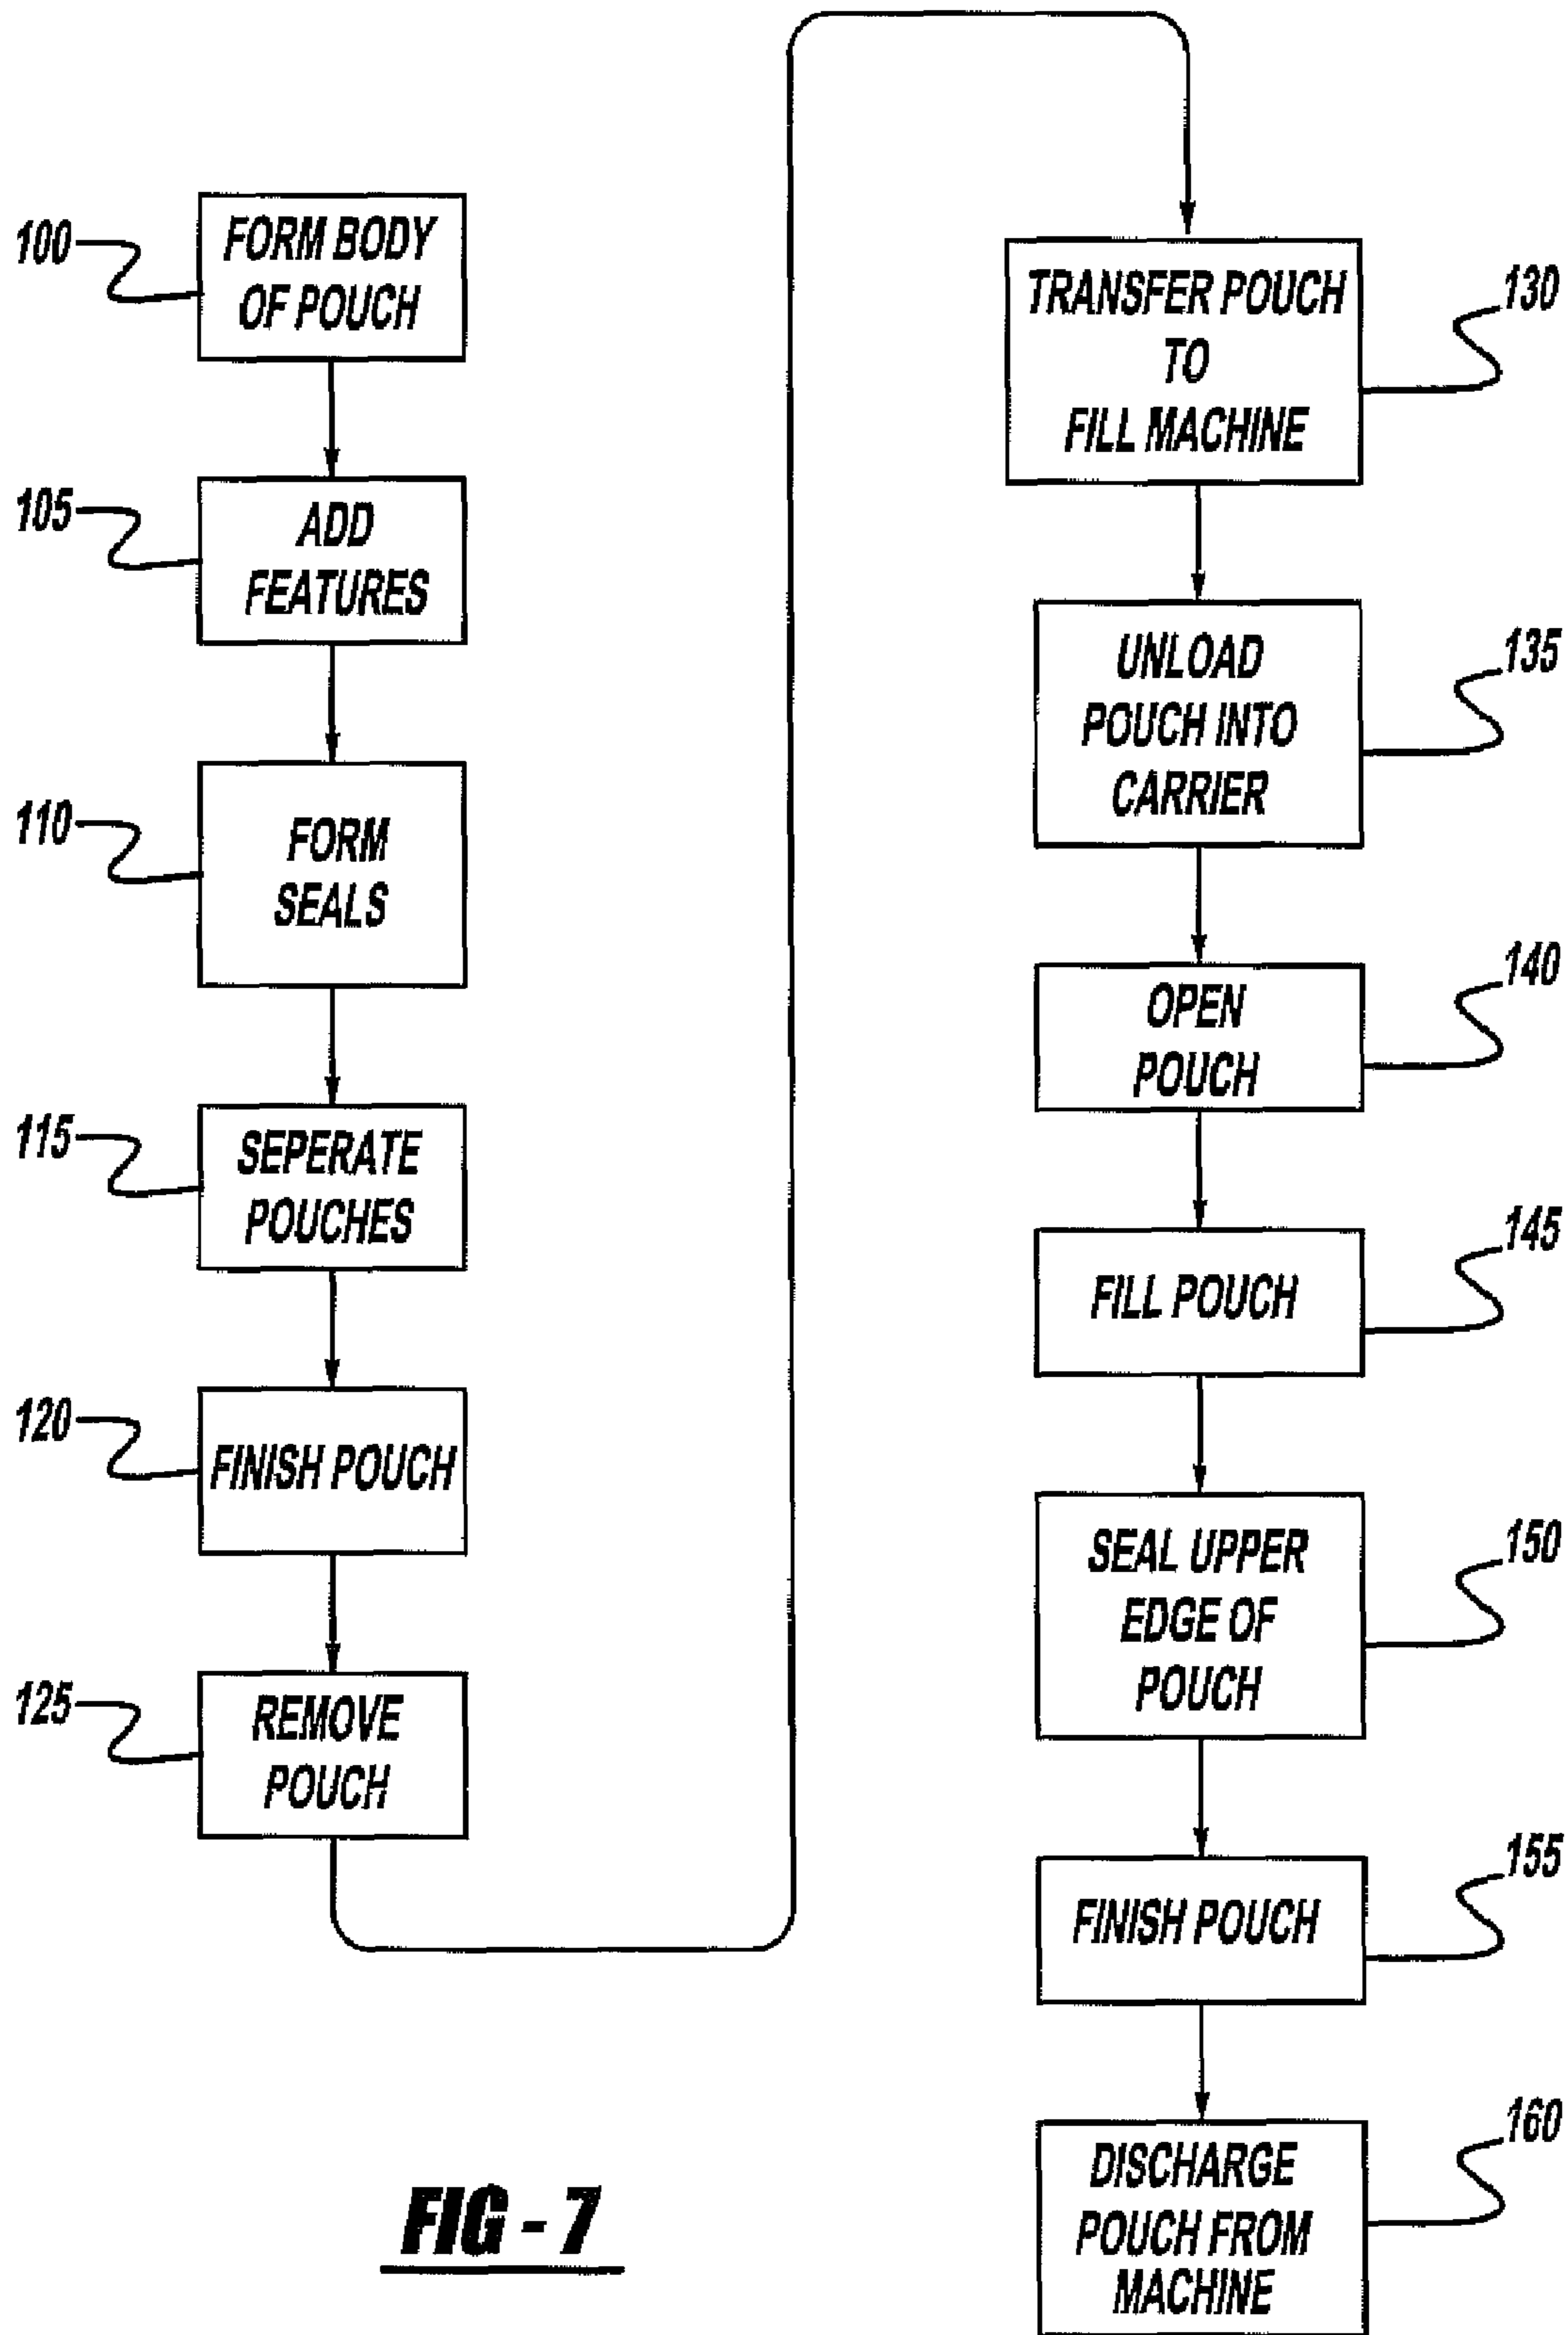 100
FORM BODY
OF POUCH
105
ADD
FEATURES
110
FORM
SEALS
115
SEPERATE
POUCHES
120
FINISH POUCH
125
REMOVE
POUCH
130
TRANSFER POUCH
TO
FILL MACHINE
135
UNLOAD
POUCH INTO
CARRIER
140
OPEN
POUCH
145
FILL POUCH
150
SEAL UPPER
EDGE OF
POUCH
155
FINISH POUCH
160
DISCHARGE
POUCH FROM
MACHINE
FIG - 7